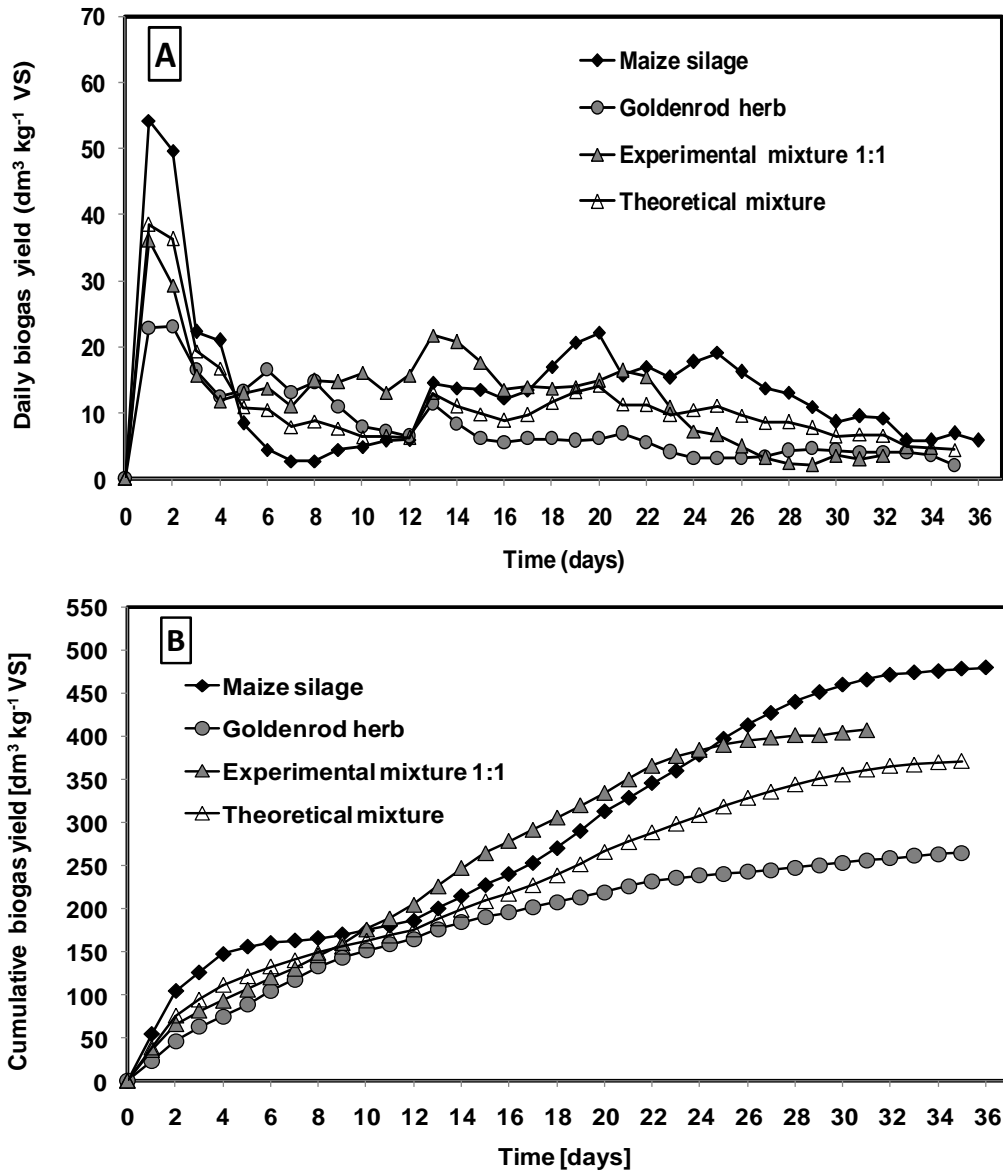 A
Maize silage
Goldenrod herb
Experimental mixture 1:1
Theoretical mixture
Daily biogas yield (dm³ kg⁻¹ VS)
70
60
50
40
30
20
10
0
0 2 4 6 8 10 12 14 16 18 20 22 24 26 28 30 32 34 36
Time (days)
B
Maize silage
Goldenrod herb
Experimental mixture 1:1
Theoretical mixture
Cumulative biogas yield [dm³ kg⁻¹ VS]
550
500
450
400
350
300
250
200
150
100
50
0
0 2 4 6 8 10 12 14 16 18 20 22 24 26 28 30 32 34 36
Time [days]